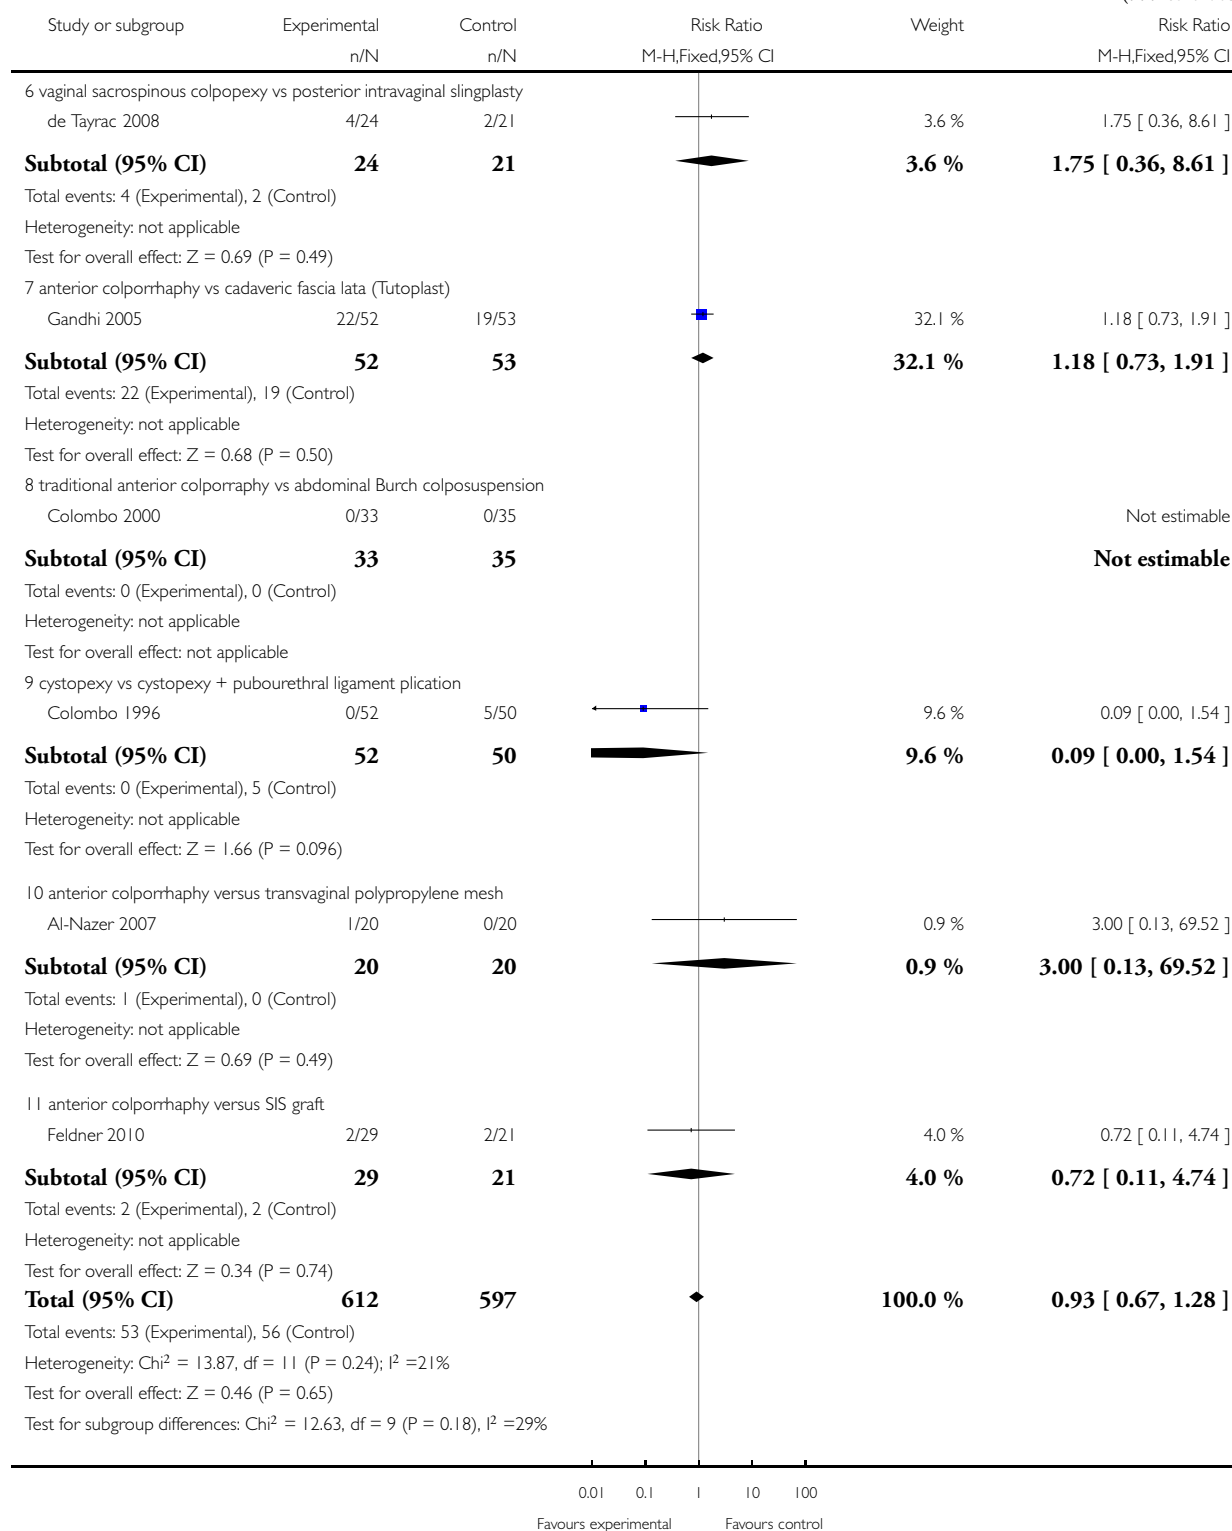 Study or subgroup Experimental Control Risk Ratio Weight Risk Ratio
n/N n/N M-H,Fixed,95% CI M-H,Fixed,95% CI
6 vaginal sacrospinous colpopexy vs posterior intravaginal slingplasty
de Tayrac 2008 4/24 2/21 3.6 % 1.75 [ 0.36, 8.61 ]
Subtotal (95% CI) 24 21 3.6 % 1.75 [ 0.36, 8.61 ]
Total events: 4 (Experimental), 2 (Control)
Heterogeneity: not applicable
Test for overall effect: Z = 0.69 (P = 0.49)
7 anterior colporrhaphy vs cadaveric fascia lata (Tutoplast)
Gandhi 2005 22/52 19/53 32.1 % 1.18 [ 0.73, 1.91 ]
Subtotal (95% CI) 52 53 32.1 % 1.18 [ 0.73, 1.91 ]
Total events: 22 (Experimental), 19 (Control)
Heterogeneity: not applicable
Test for overall effect: Z = 0.68 (P = 0.50)
8 traditional anterior colporraphy vs abdominal Burch colposuspension
Colombo 2000 0/33 0/35 Not estimable
Subtotal (95% CI) 33 35 Not estimable
Total events: 0 (Experimental), 0 (Control)
Heterogeneity: not applicable
Test for overall effect: not applicable
9 cystopexy vs cystopexy + pubourethral ligament plication
Colombo 1996 0/52 5/50 9.6 % 0.09 [ 0.00, 1.54 ]
Subtotal (95% CI) 52 50 9.6 % 0.09 [ 0.00, 1.54 ]
Total events: 0 (Experimental), 5 (Control)
Heterogeneity: not applicable
Test for overall effect: Z = 1.66 (P = 0.096)
10 anterior colporrhaphy versus transvaginal polypropylene mesh
Al-Nazer 2007 1/20 0/20 0.9 % 3.00 [ 0.13, 69.52 ]
Subtotal (95% CI) 20 20 0.9 % 3.00 [ 0.13, 69.52 ]
Total events: 1 (Experimental), 0 (Control)
Heterogeneity: not applicable
Test for overall effect: Z = 0.69 (P = 0.49)
11 anterior colporrhaphy versus SIS graft
Feldner 2010 2/29 2/21 4.0 % 0.72 [ 0.11, 4.74 ]
Subtotal (95% CI) 29 21 4.0 % 0.72 [ 0.11, 4.74 ]
Total events: 2 (Experimental), 2 (Control)
Heterogeneity: not applicable
Test for overall effect: Z = 0.34 (P = 0.74)
Total (95% CI) 612 597 100.0 % 0.93 [ 0.67, 1.28 ]
Total events: 53 (Experimental), 56 (Control)
Heterogeneity: Chi² = 13.87, df = 11 (P = 0.24); I² =21%
Test for overall effect: Z = 0.46 (P = 0.65)
Test for subgroup differences: Chi² = 12.63, df = 9 (P = 0.18), I² =29%
0.01 0.1 1 10 100
Favours experimental Favours control